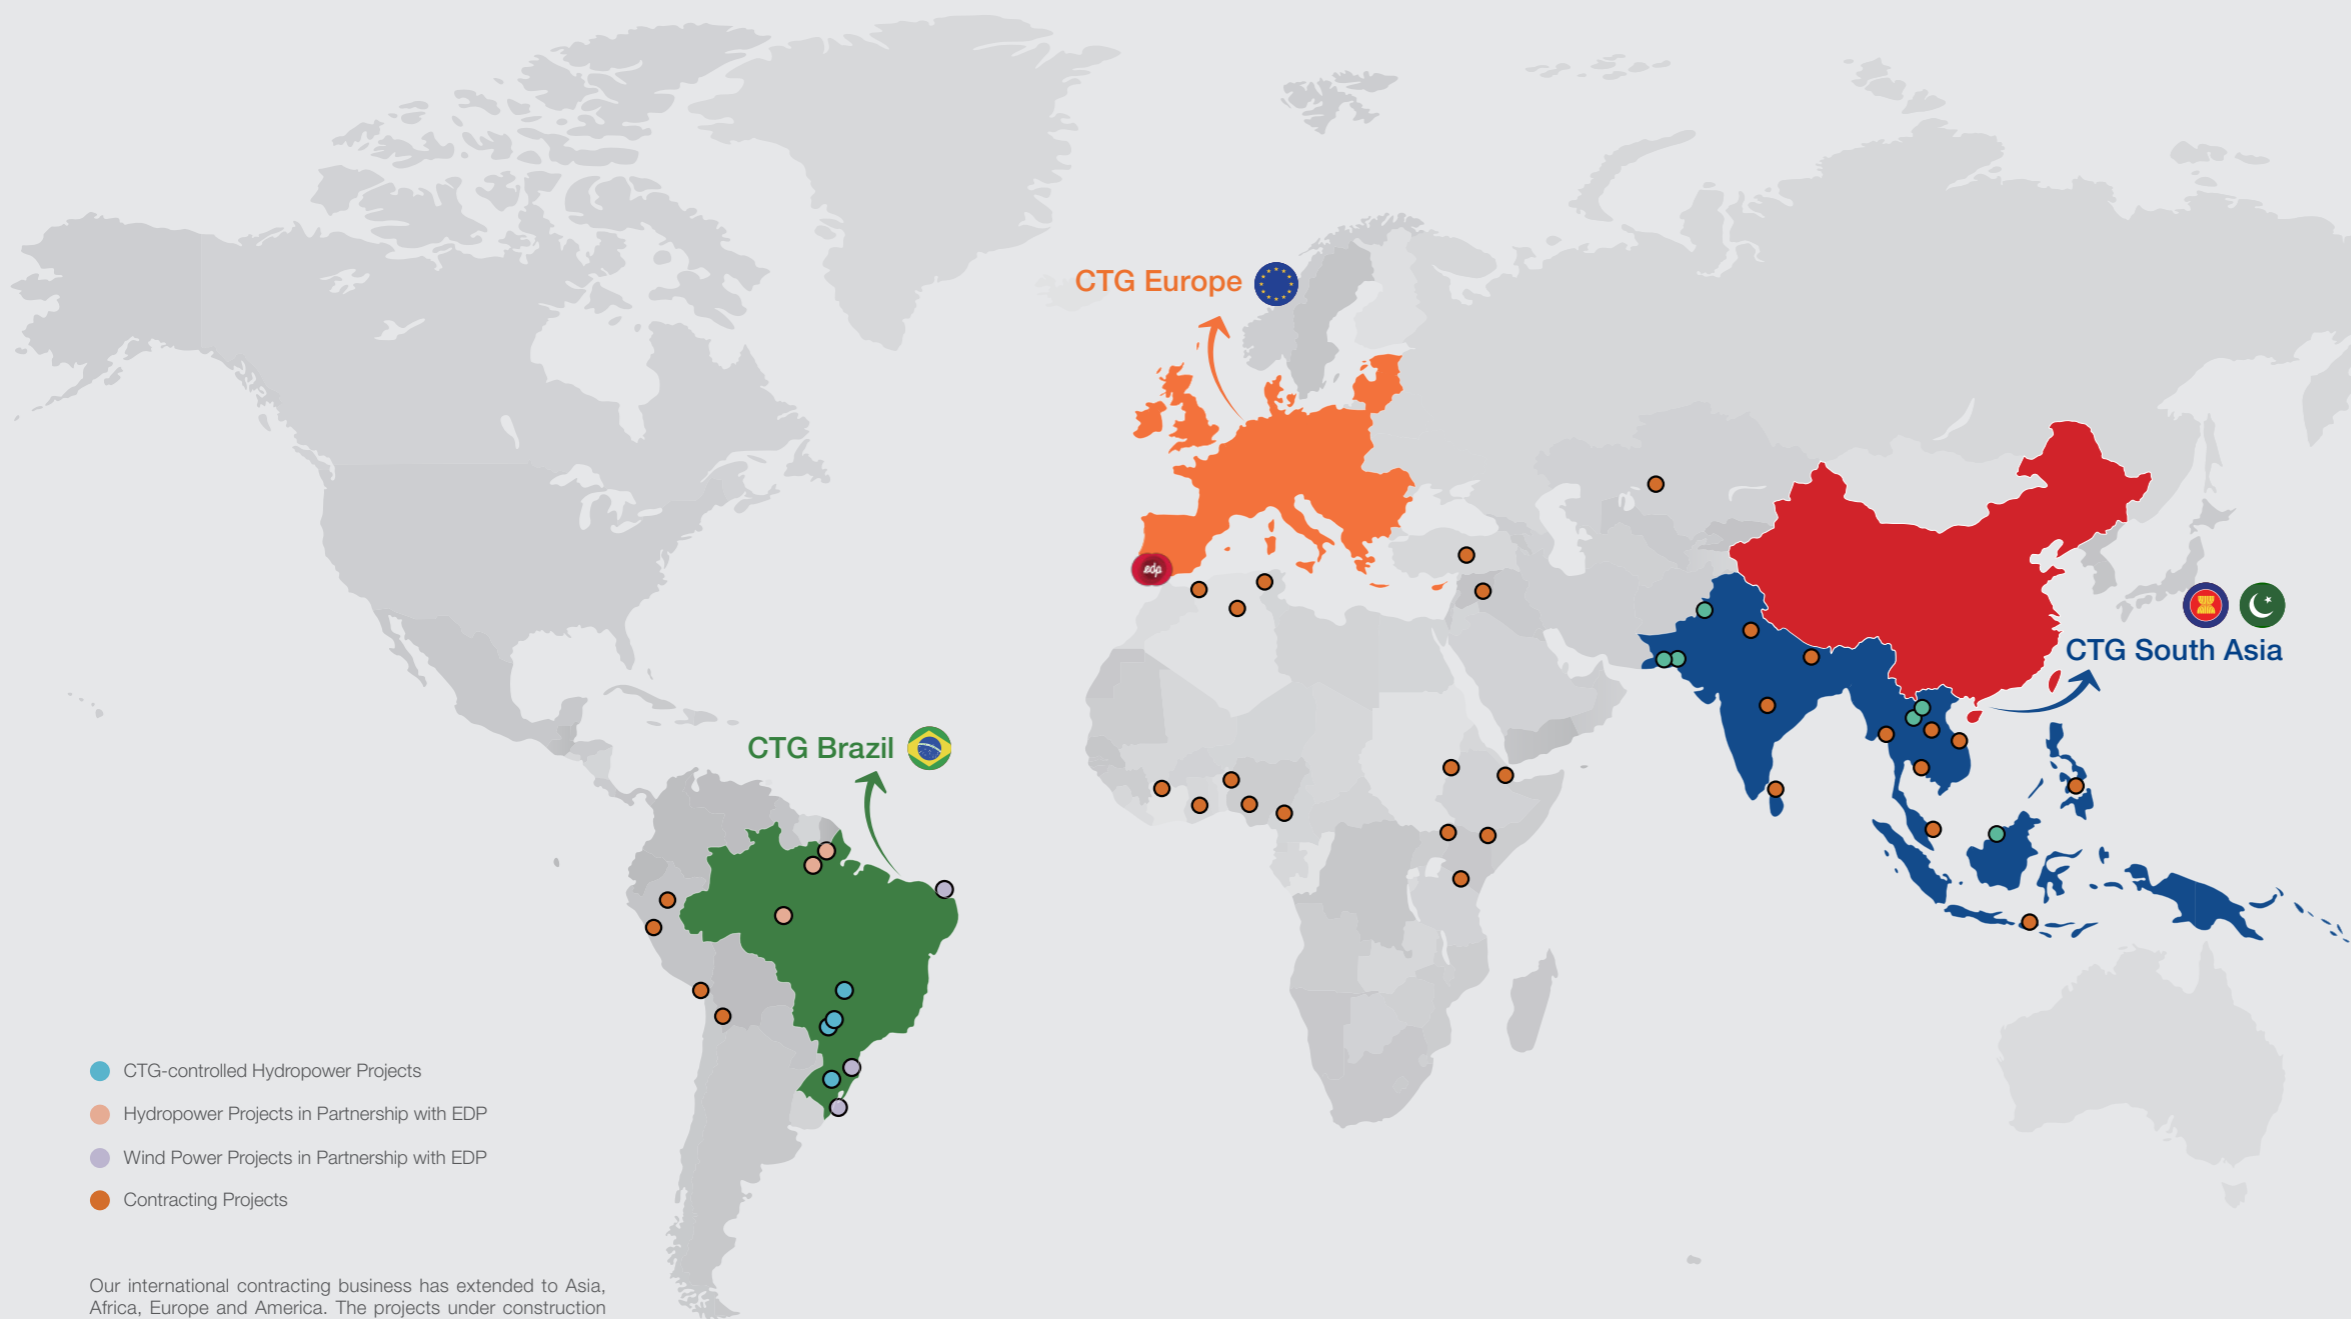 CTG Europe
edp
CTG South Asia
CTG Brazil
CTG-controlled Hydropower Projects
Hydropower Projects in Partnership with EDP
Wind Power Projects in Partnership with EDP
Contracting Projects
Our international contracting business has extended to Asia,
Africa, Europe and America. The projects under construction